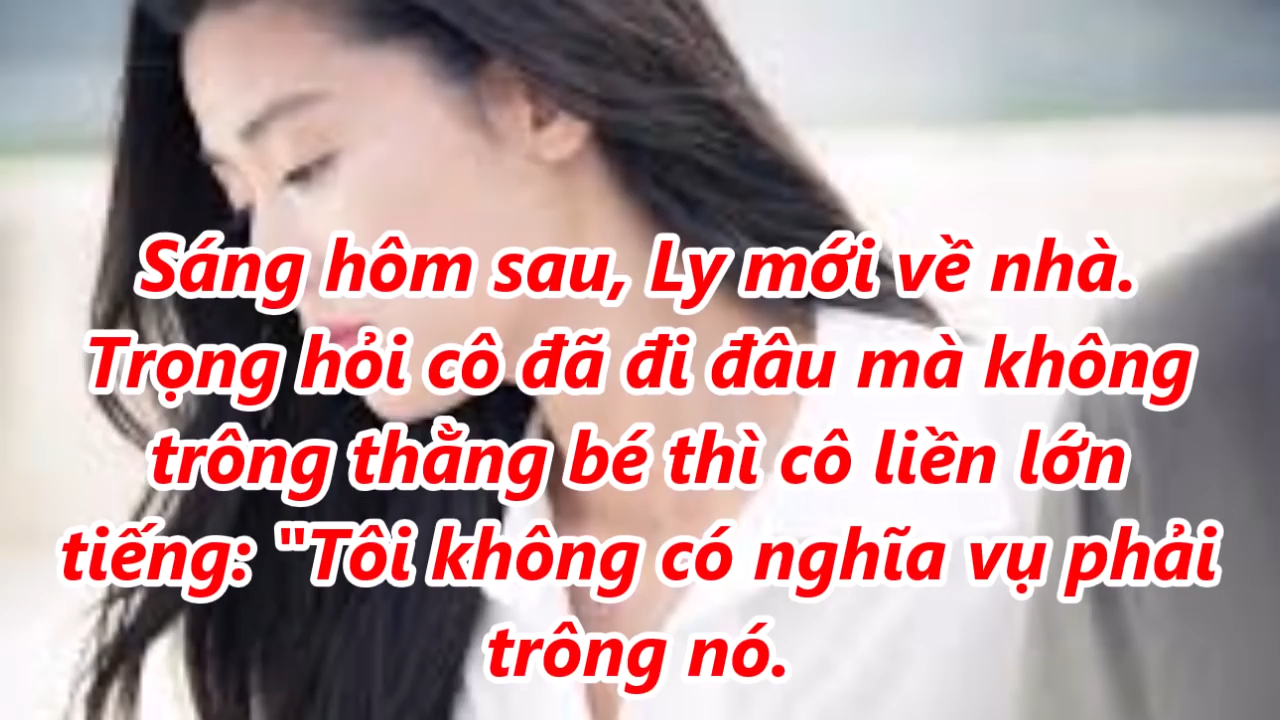 Sáng hôm sau, Ly mới về nhà.
Trọng hỏi cô đã đi đâu mà không
trông thằng bé thì cô liền lớn
tiếng: "Tôi không có nghĩa vụ phải
trông nó.